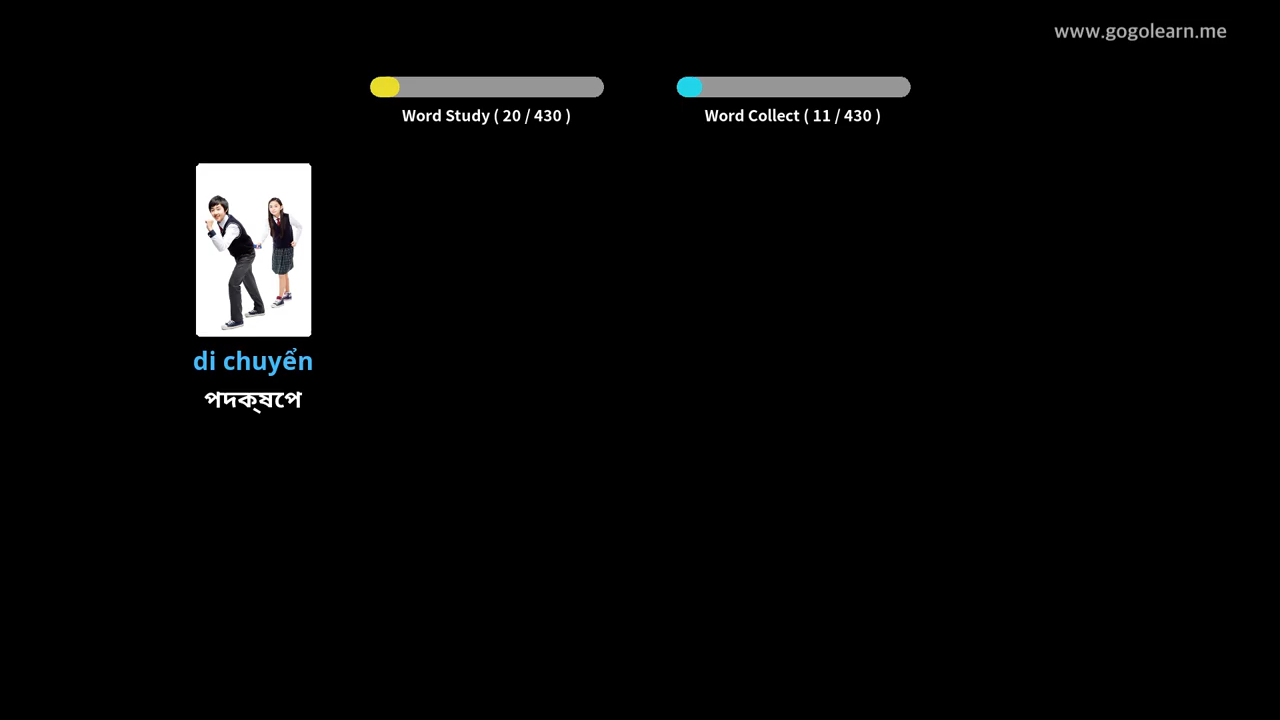 www.gogolearn.me
Word Study ( 20 / 430 )
Word Collect ( 11 / 430 )
di chuyển
পদক্ষেপ